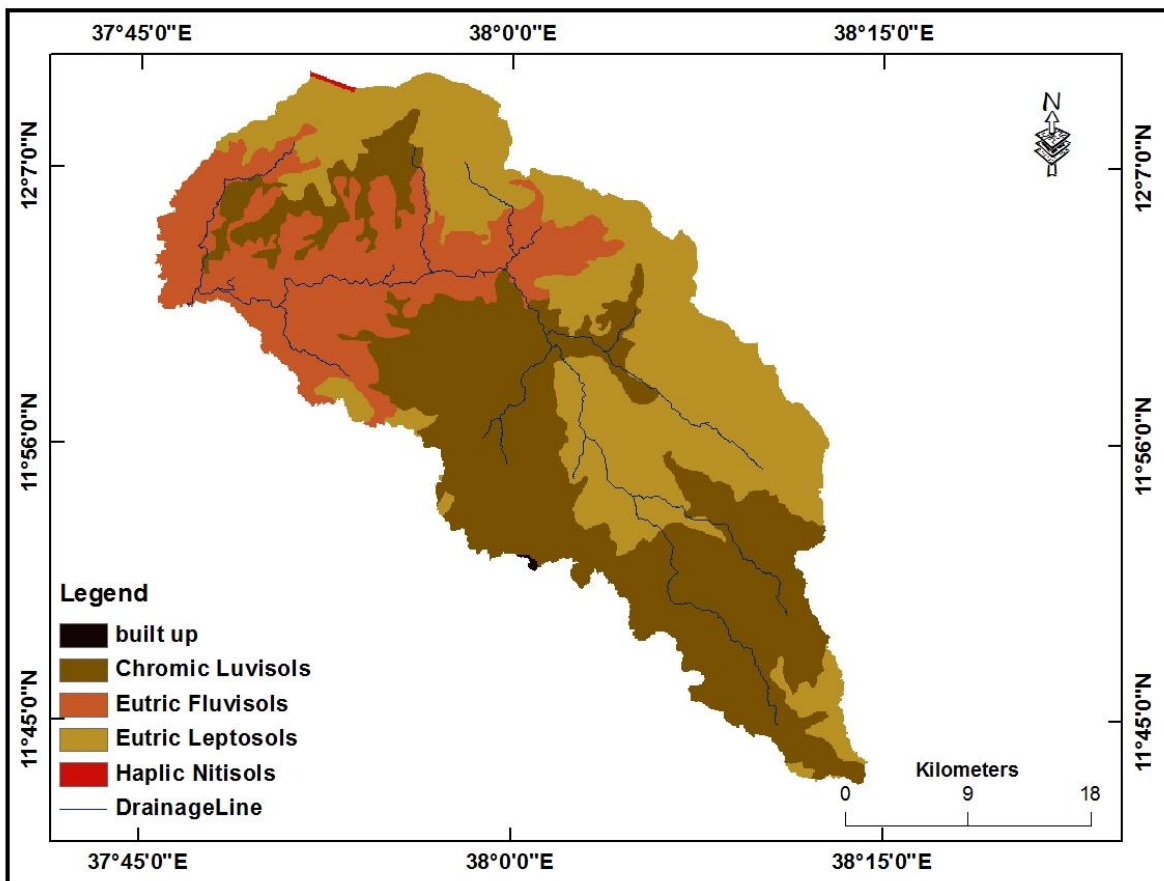 37°45'0"E 38°0'0"E 38°15'0"E
N
12°7'0"N 12°7'0"N
11°56'0"N 11°56'0"N
11°45'0"N 11°45'0"N
Legend
built up
Chromic Luvisols
Eutric Fluvisols
Eutric Leptosols
Haplic Nitisols
DrainageLine
Kilometers
0 9 18
37°45'0"E 38°0'0"E 38°15'0"E